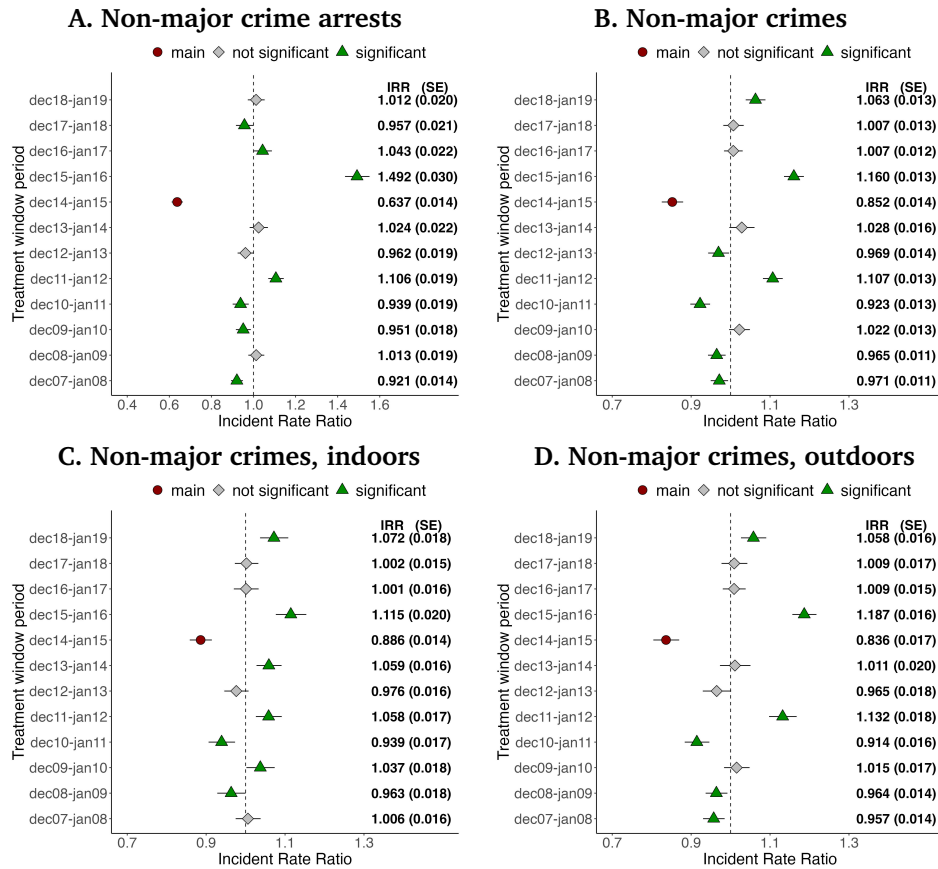 A. Non-major crime arrests
main not significant significant
Treatment window period
IRR (SE)
dec18-jan19 1.012 (0.020)
dec17-jan18 0.957 (0.021)
dec16-jan17 1.043 (0.022)
dec15-jan16 1.492 (0.030)
dec14-jan15 0.637 (0.014)
dec13-jan14 1.024 (0.022)
dec12-jan13 0.962 (0.019)
dec11-jan12 1.106 (0.019)
dec10-jan11 0.939 (0.019)
dec09-jan10 0.951 (0.018)
dec08-jan09 1.013 (0.019)
dec07-jan08 0.921 (0.014)
0.4 0.6 0.8 1.0 1.2 1.4 1.6
Incident Rate Ratio
B. Non-major crimes
main not significant significant
Treatment window period
IRR (SE)
dec18-jan19 1.063 (0.013)
dec17-jan18 1.007 (0.013)
dec16-jan17 1.007 (0.012)
dec15-jan16 1.160 (0.013)
dec14-jan15 0.852 (0.014)
dec13-jan14 1.028 (0.016)
dec12-jan13 0.969 (0.014)
dec11-jan12 1.107 (0.013)
dec10-jan11 0.923 (0.013)
dec09-jan10 1.022 (0.013)
dec08-jan09 0.965 (0.011)
dec07-jan08 0.971 (0.011)
0.7 0.9 1.1 1.3
Incident Rate Ratio
C. Non-major crimes, indoors
main not significant significant
Treatment window period
IRR (SE)
dec18-jan19 1.072 (0.018)
dec17-jan18 1.002 (0.015)
dec16-jan17 1.001 (0.016)
dec15-jan16 1.115 (0.020)
dec14-jan15 0.886 (0.014)
dec13-jan14 1.059 (0.016)
dec12-jan13 0.976 (0.016)
dec11-jan12 1.058 (0.017)
dec10-jan11 0.939 (0.017)
dec09-jan10 1.037 (0.018)
dec08-jan09 0.963 (0.018)
dec07-jan08 1.006 (0.016)
0.7 0.9 1.1 1.3
Incident Rate Ratio
D. Non-major crimes, outdoors
main not significant significant
Treatment window period
IRR (SE)
dec18-jan19 1.058 (0.016)
dec17-jan18 1.009 (0.017)
dec16-jan17 1.009 (0.015)
dec15-jan16 1.187 (0.016)
dec14-jan15 0.836 (0.017)
dec13-jan14 1.011 (0.020)
dec12-jan13 0.965 (0.018)
dec11-jan12 1.132 (0.018)
dec10-jan11 0.914 (0.016)
dec09-jan10 1.015 (0.017)
dec08-jan09 0.964 (0.014)
dec07-jan08 0.957 (0.014)
0.7 0.9 1.1 1.3
Incident Rate Ratio